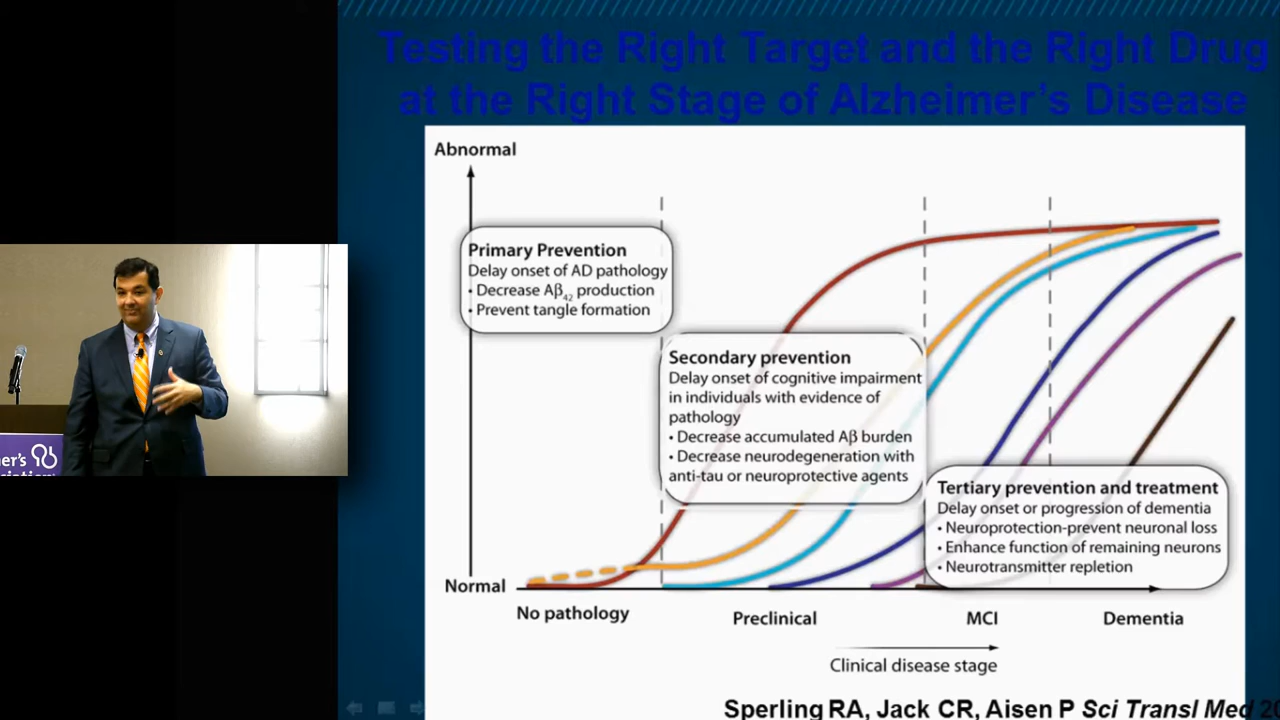 Testing the Right Target and the Right Drug
at the Right Stage of Alzheimer's Disease
Abnormal
Primary Prevention
Delay onset of AD pathology
• Decrease Aβ42 production
• Prevent tangle formation
Secondary prevention
Delay onset of cognitive impairment
in individuals with evidence of
pathology
• Decrease accumulated Aβ burden
• Decrease neurodegeneration with
anti-tau or neuroprotective agents
Tertiary prevention and treatment
Delay onset or progression of dementia
• Neuroprotection-prevent neuronal loss
• Enhance function of remaining neurons
• Neurotransmitter repletion
Normal
No pathology
Preclinical
MCI
Dementia
Clinical disease stage
Sperling RA, Jack CR, Aisen P Sci Transl Med
er's